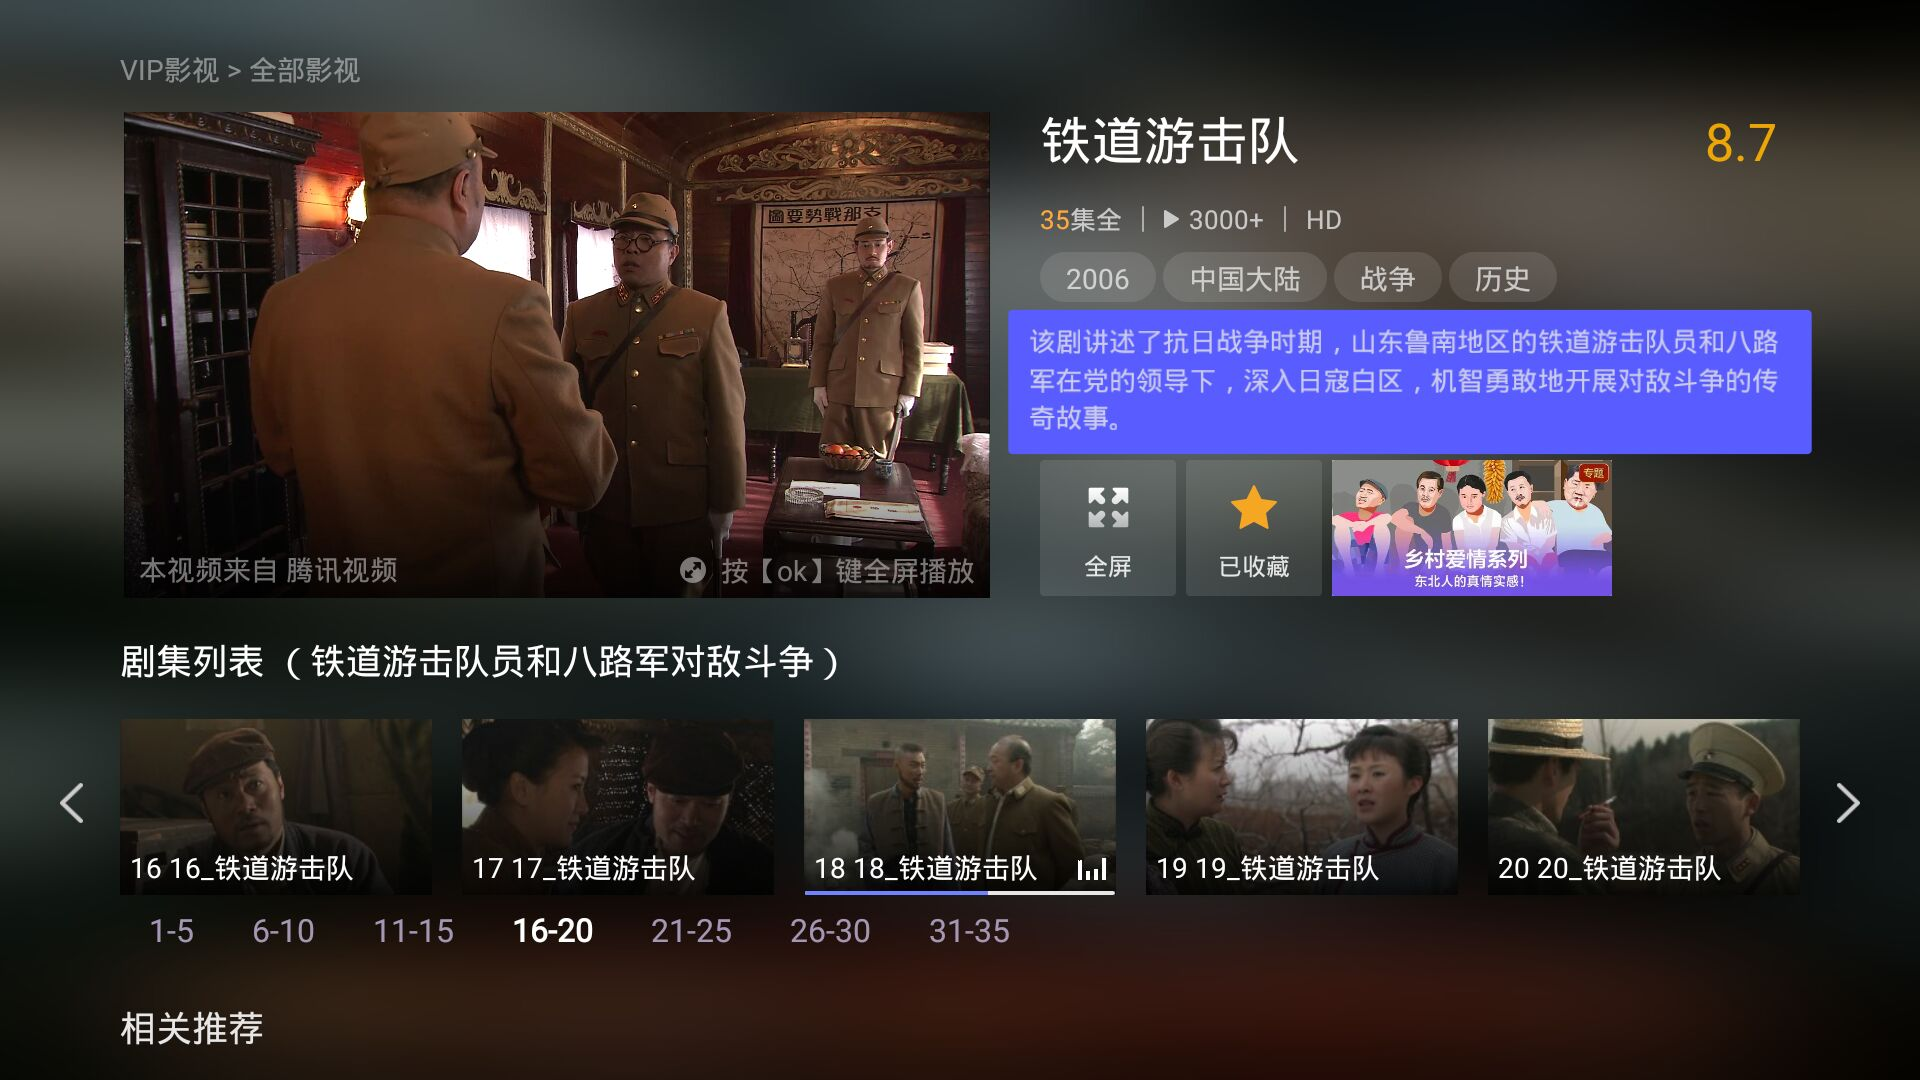 VIP影视 > 全部影视
圖要勢戰那支
本视频来自 腾讯视频
按【ok】键全屏播放
铁道游击队
8.7
35集全
3000+
HD
2006
中国大陆
战争
历史
该剧讲述了抗日战争时期，山东鲁南地区的铁道游击队员和八路
军在党的领导下，深入日寇白区，机智勇敢地开展对敌斗争的传
奇故事。
全屏
已收藏
专题
乡村爱情系列
东北人的真情实感!
剧集列表（铁道游击队员和八路军对敌斗争）
16 16_铁道游击队
17 17_铁道游击队
18 18_铁道游击队
19 19_铁道游击队
20 20_铁道游击队
1-5
6-10
11-15
16-20
21-25
26-30
31-35
相关推荐